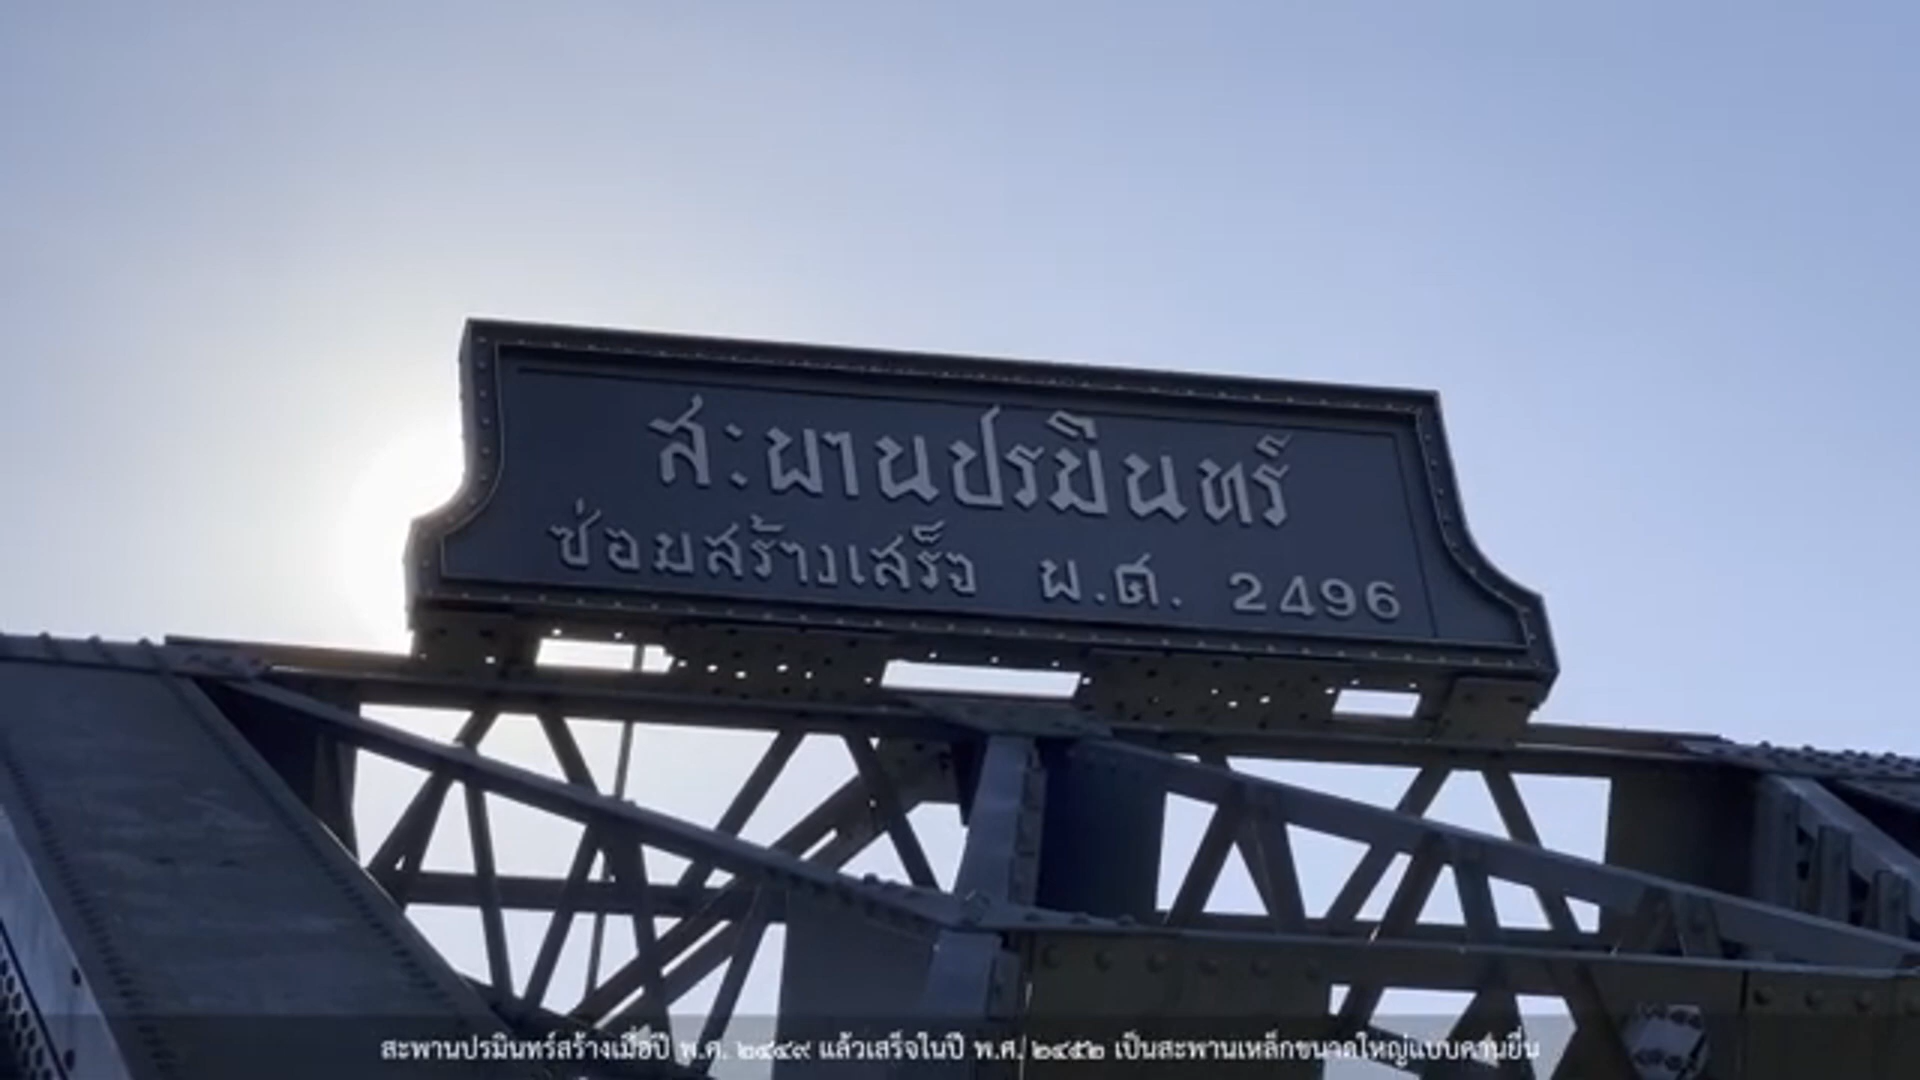 สะพานปรมินทร์
ซ่อมสร้างเสร็จ พ.ศ. 2496
สะพานปรมินทร์สร้างเมื่อปี พ.ศ. ๒๔๔๙ แล้วเสร็จในปี พ.ศ. ๒๔๕๒ เป็นสะพานเหล็กขนาดใหญ่แบบคานยื่น